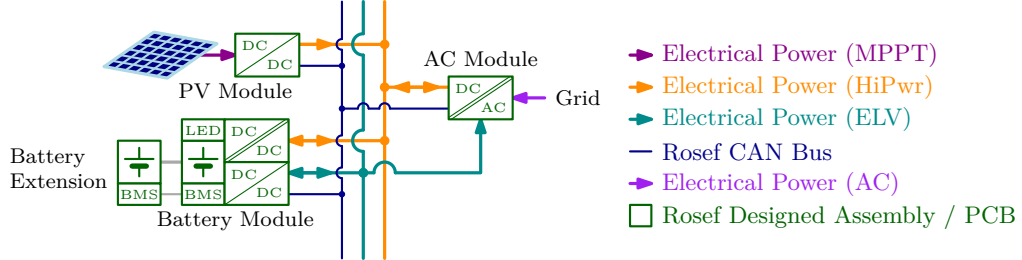 DC
DC
PV Module
AC Module
DC
AC
Grid
LED
DC
DC
Battery
Extension
DC
DC
BMS
BMS
Battery Module
Electrical Power (MPPT)
Electrical Power (HiPwr)
Electrical Power (ELV)
Rosef CAN Bus
Electrical Power (AC)
Rosef Designed Assembly / PCB